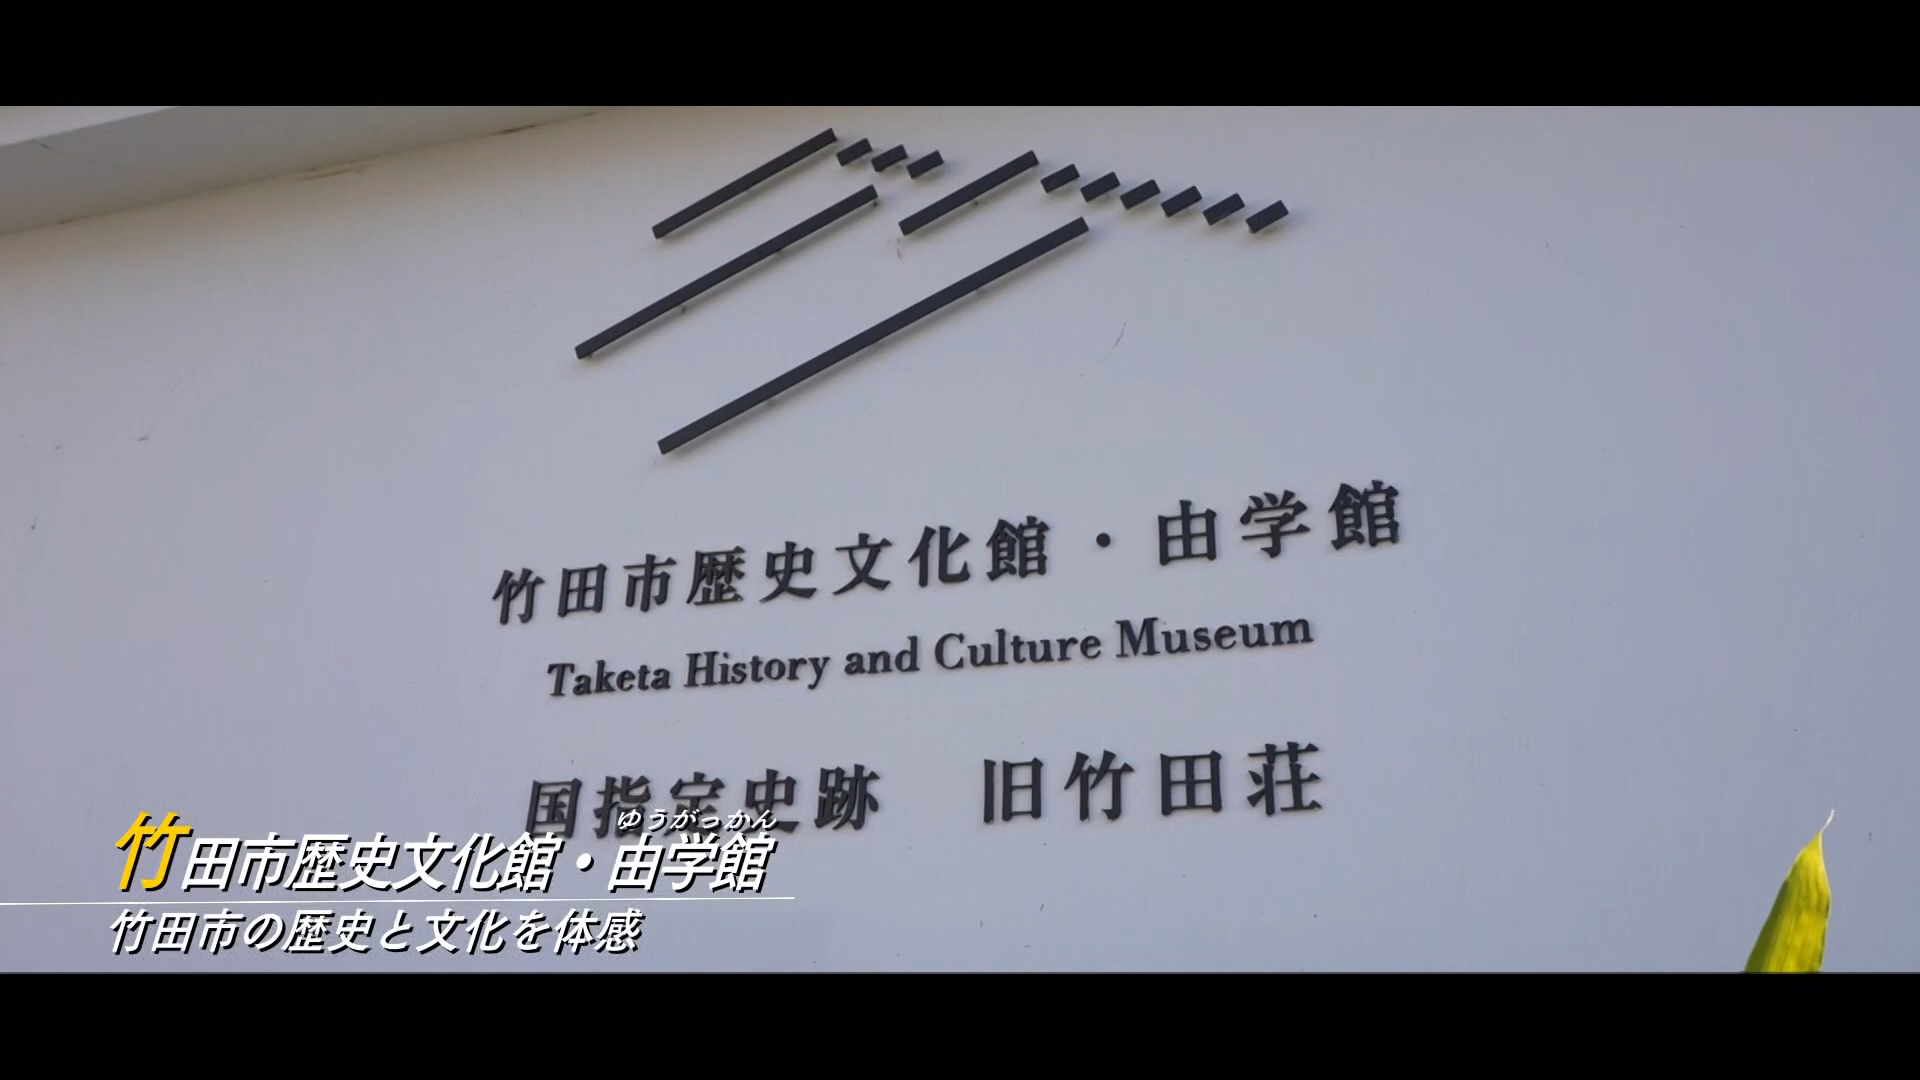 竹田市歴史文化館・由学館
Taketa History and Culture Museum
国指定史跡　旧竹田荘
ゆうがっかん
竹田市歴史文化館・由学館
竹田市の歴史と文化を体感